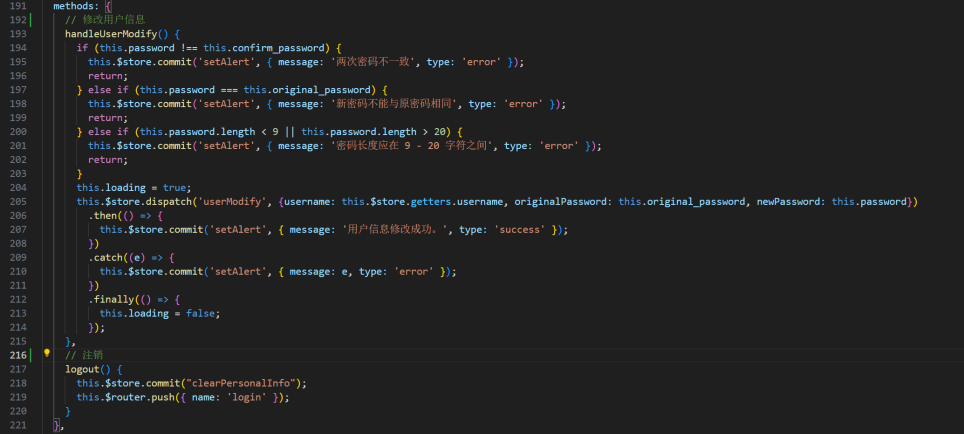 191 methods: {
192 // 修改用户信息
193 handleUserModify() {
194 if (this.password !== this.confirm_password) {
195 this.$store.commit('setAlert', { message: '两次密码不一致', type: 'error' });
196 return;
197 } else if (this.password === this.original_password) {
198 this.$store.commit('setAlert', { message: '新密码不能与原密码相同', type: 'error' });
199 return;
200 } else if (this.password.length < 9 || this.password.length > 20) {
201 this.$store.commit('setAlert', { message: '密码长度应在 9 - 20 字符之间', type: 'error' });
202 return;
203 }
204 this.loading = true;
205 this.$store.dispatch('userModify', {username: this.$store.getters.username, originalPassword: this.original_password, newPassword: this.password})
206 .then(() => {
207 this.$store.commit('setAlert', { message: '用户信息修改成功。', type: 'success' });
208 })
209 .catch((e) => {
210 this.$store.commit('setAlert', { message: e, type: 'error' });
211 })
212 .finally(() => {
213 this.loading = false;
214 });
215 },
216 // 注销
217 logout() {
218 this.$store.commit("clearPersonalInfo");
219 this.$router.push({ name: 'login' });
220 }
221 },